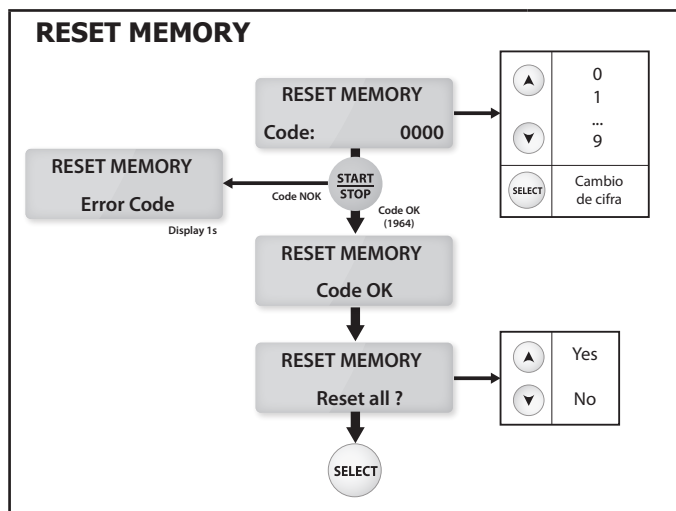 RESET MEMORY
RESET MEMORY
Code: 0000
0
1
...
9
SELECT
Cambio
de cifra
START
STOP
Code NOK
RESET MEMORY
Error Code
Display 1s
Code OK
(1964)
RESET MEMORY
Code OK
RESET MEMORY
Reset all ?
Yes
No
SELECT